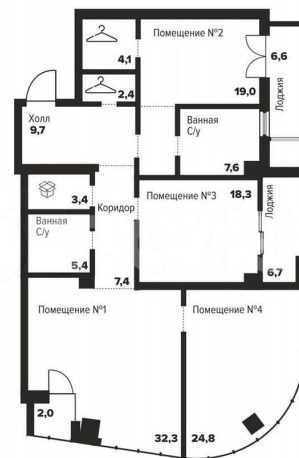 Помещение №2
4,1
6,6
Лоджия
2,4
19,0
Холл
9,7
Ванная
С/у
7,6
3,4
Коридор
Помещение №3
18,3
Лоджия
Ванная
С/у
5,4
7,4
6,7
Помещение №1
Помещение №4
2,0
32,3
24,8